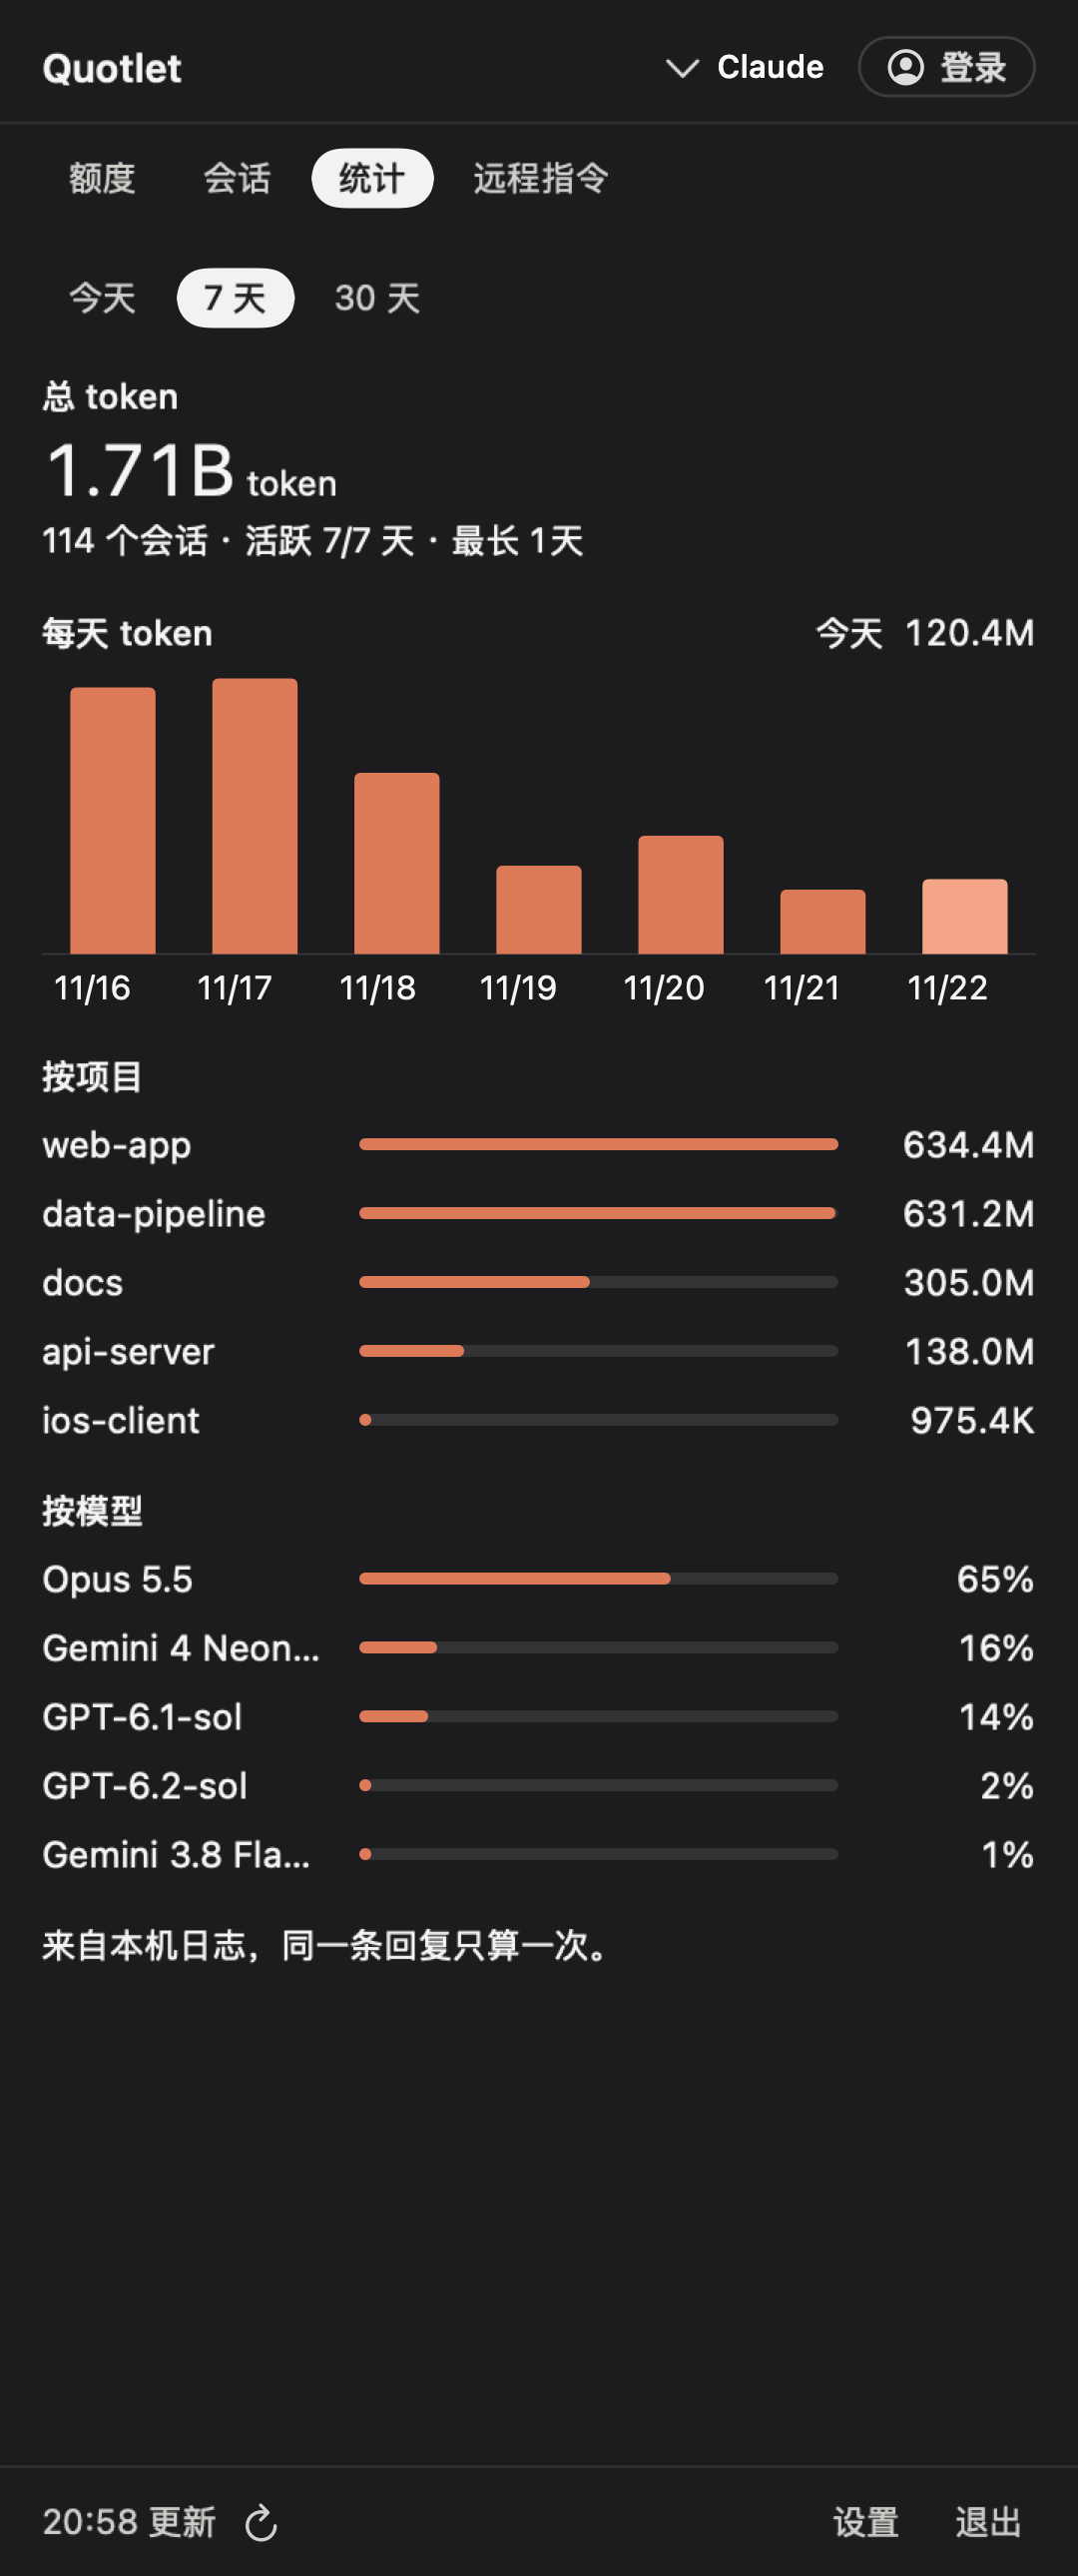 Quotlet Claude 登录
额度 会话 统计 远程指令
今天 7 天 30 天
总 token
1.71B token
114 个会话 · 活跃 7/7 天 · 最长 1天
每天 token 今天 120.4M
11/16 11/17 11/18 11/19 11/20 11/21 11/22
按项目
web-app 634.4M
data-pipeline 631.2M
docs 305.0M
api-server 138.0M
ios-client 975.4K
按模型
Opus 5.5 65%
Gemini 4 Neon... 16%
GPT-6.1-sol 14%
GPT-6.2-sol 2%
Gemini 3.8 Fla... 1%
来自本机日志，同一条回复只算一次。
20:58 更新 设置 退出